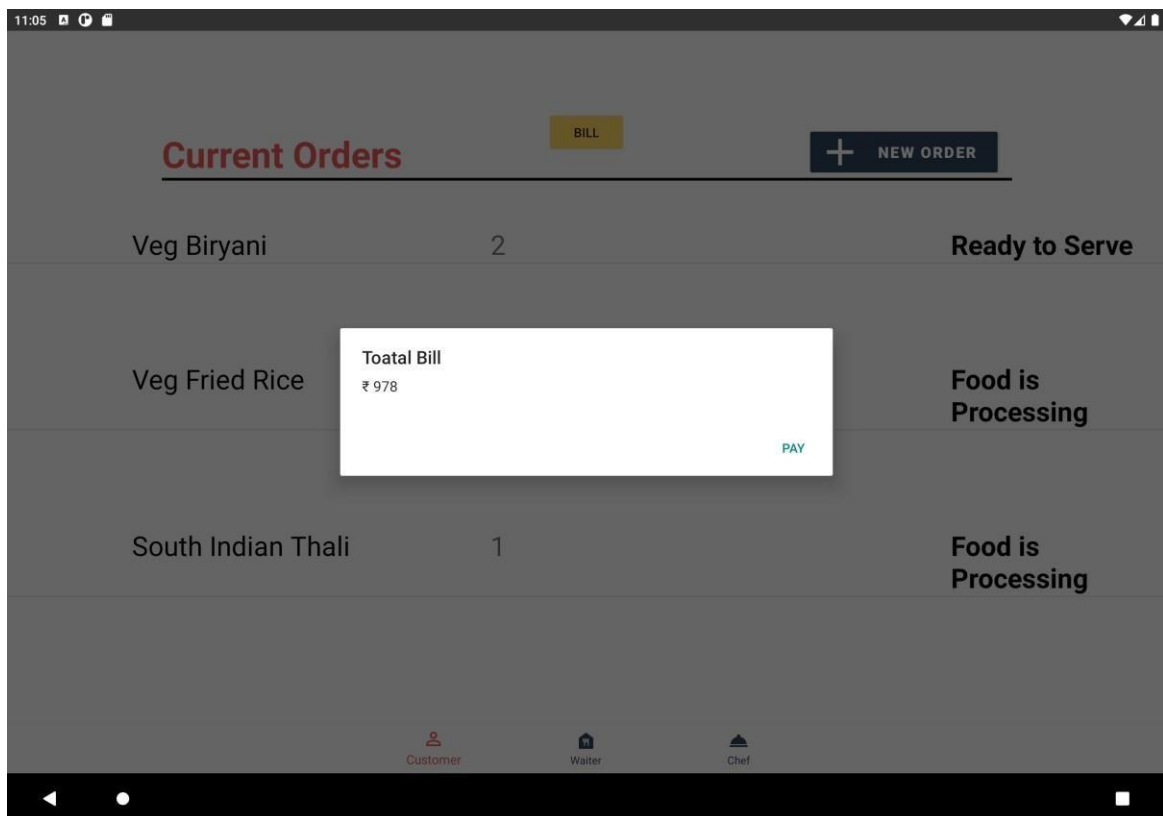 11:05
BILL
Current Orders
NEW ORDER
Veg Biryani 2 Ready to Serve
Toatal Bill
₹ 978
PAY
Veg Fried Rice
Food is
Processing
South Indian Thali 1 Food is
Processing
Customer Waiter Chef